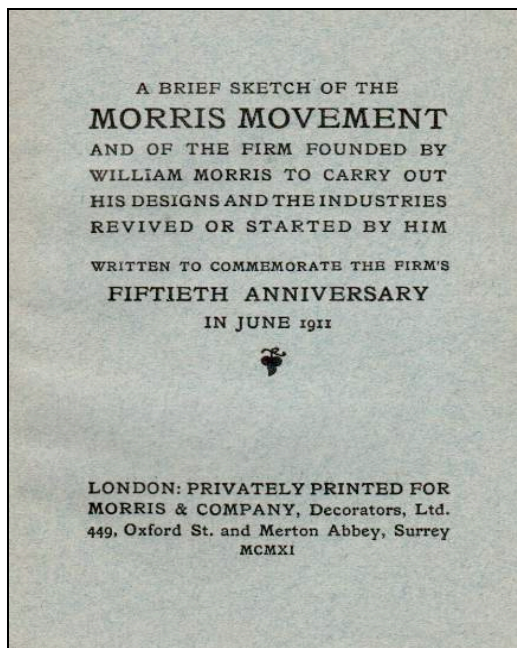 A BRIEF SKETCH OF THE
MORRIS MOVEMENT
AND OF THE FIRM FOUNDED BY
WILLIAM MORRIS TO CARRY OUT
HIS DESIGNS AND THE INDUSTRIES
REVIVED OR STARTED BY HIM
WRITTEN TO COMMEMORATE THE FIRM'S
FIFTIETH ANNIVERSARY
IN JUNE 1911
LONDON: PRIVATELY PRINTED FOR
MORRIS & COMPANY, Decorators, Ltd.
449, Oxford St. and Merton Abbey, Surrey
MCMXI